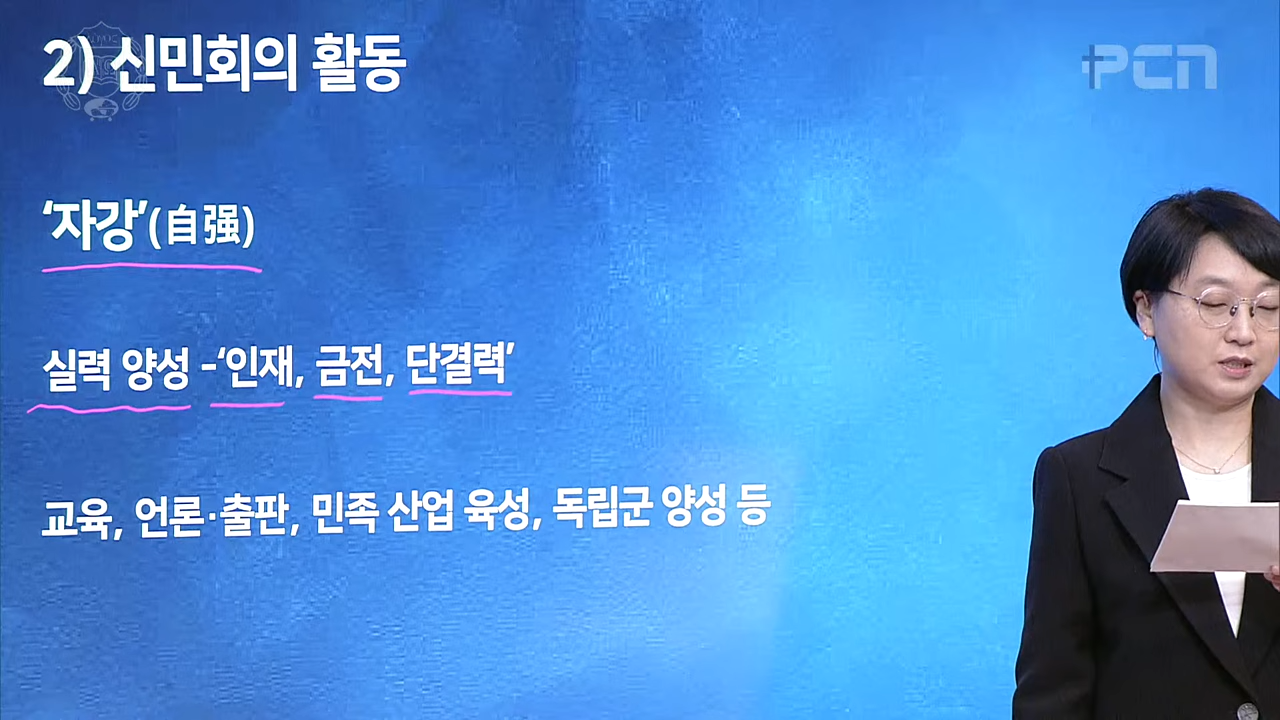 2) 신민회의 활동
PCN
‘자강’(自强)
실력 양성 -‘인재, 금전, 단결력’
교육, 언론·출판, 민족 산업 육성, 독립군 양성 등